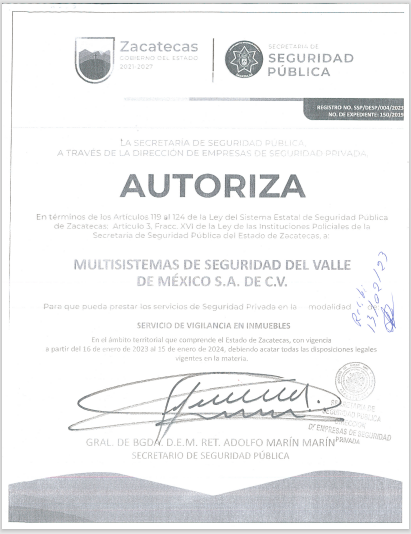 Zacatecas
GOBIERNO DEL ESTADO
2021-2027
SECRETARÍA DE
SEGURIDAD
PÚBLICA
REGISTRO NO. SSP/DESP/004/2023
NO. DE EXPEDIENTE: 150/2019
LA SECRETARIA DE SEGURIDAD PÚBLICA,
A TRAVÉS DE LA DIRECCIÓN DE EMPRESAS DE SEGURIDAD PRIVADA,
AUTORIZA
En términos de los Artículos 119 al 124 de la Ley del Sistema Estatal de Seguridad Pública
de Zacatecas; Artículo 3, Fracc. XVI de la Ley de las Instituciones Policiales de la
Secretaría de Seguridad Pública del Estado de Zacatecas, a:
MULTISISTEMAS DE SEGURIDAD DEL VALLE
DE MÉXICO S.A. DE C.V.
Para que pueda prestar los servicios de Seguridad Privada en la modalidad
SERVICIO DE VIGILANCIA EN INMUEBLES
En el ámbito territorial que comprende el Estado de Zacatecas, con vigencia
a partir del 16 de enero de 2023 al 15 de enero de 2024, debiendo acatar todas las disposiciones legales
vigentes en la materia.
13/02/23
SECRETARIA DE
SEGURIDAD PÚBLICA
DIRECCION
DE EMPRESAS DE SEGURIDAD
PRIVADA
GRAL. DE BGDA. D.E.M. RET. ADOLFO MARÍN MARÍN
SECRETARIO DE SEGURIDAD PÚBLICA